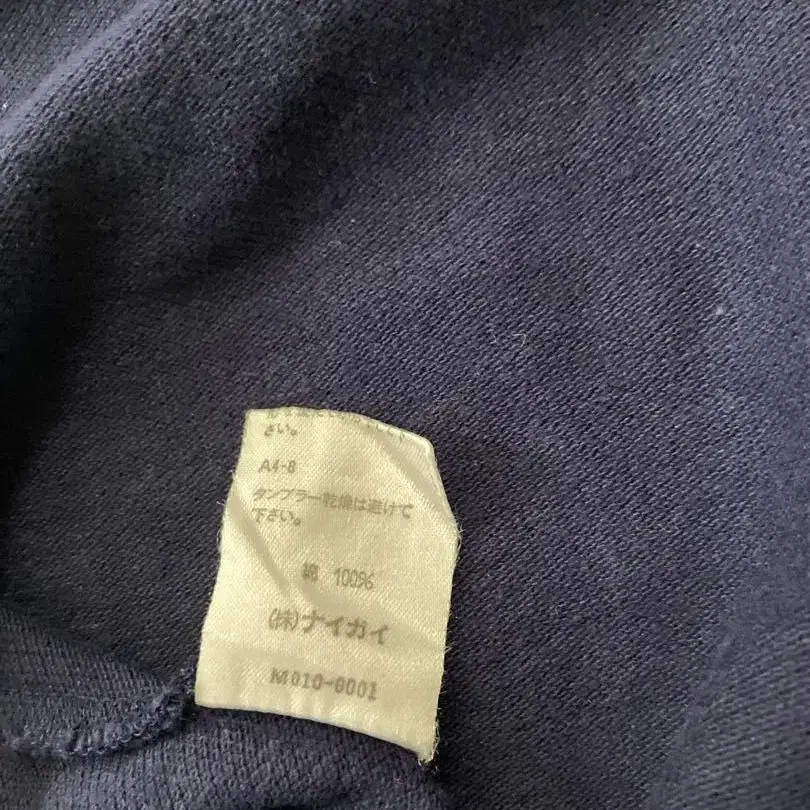 さい。
A4-8
タンブラー乾燥は避けて
下さい。
綿 100%
(株)ナイガイ
M010-0001